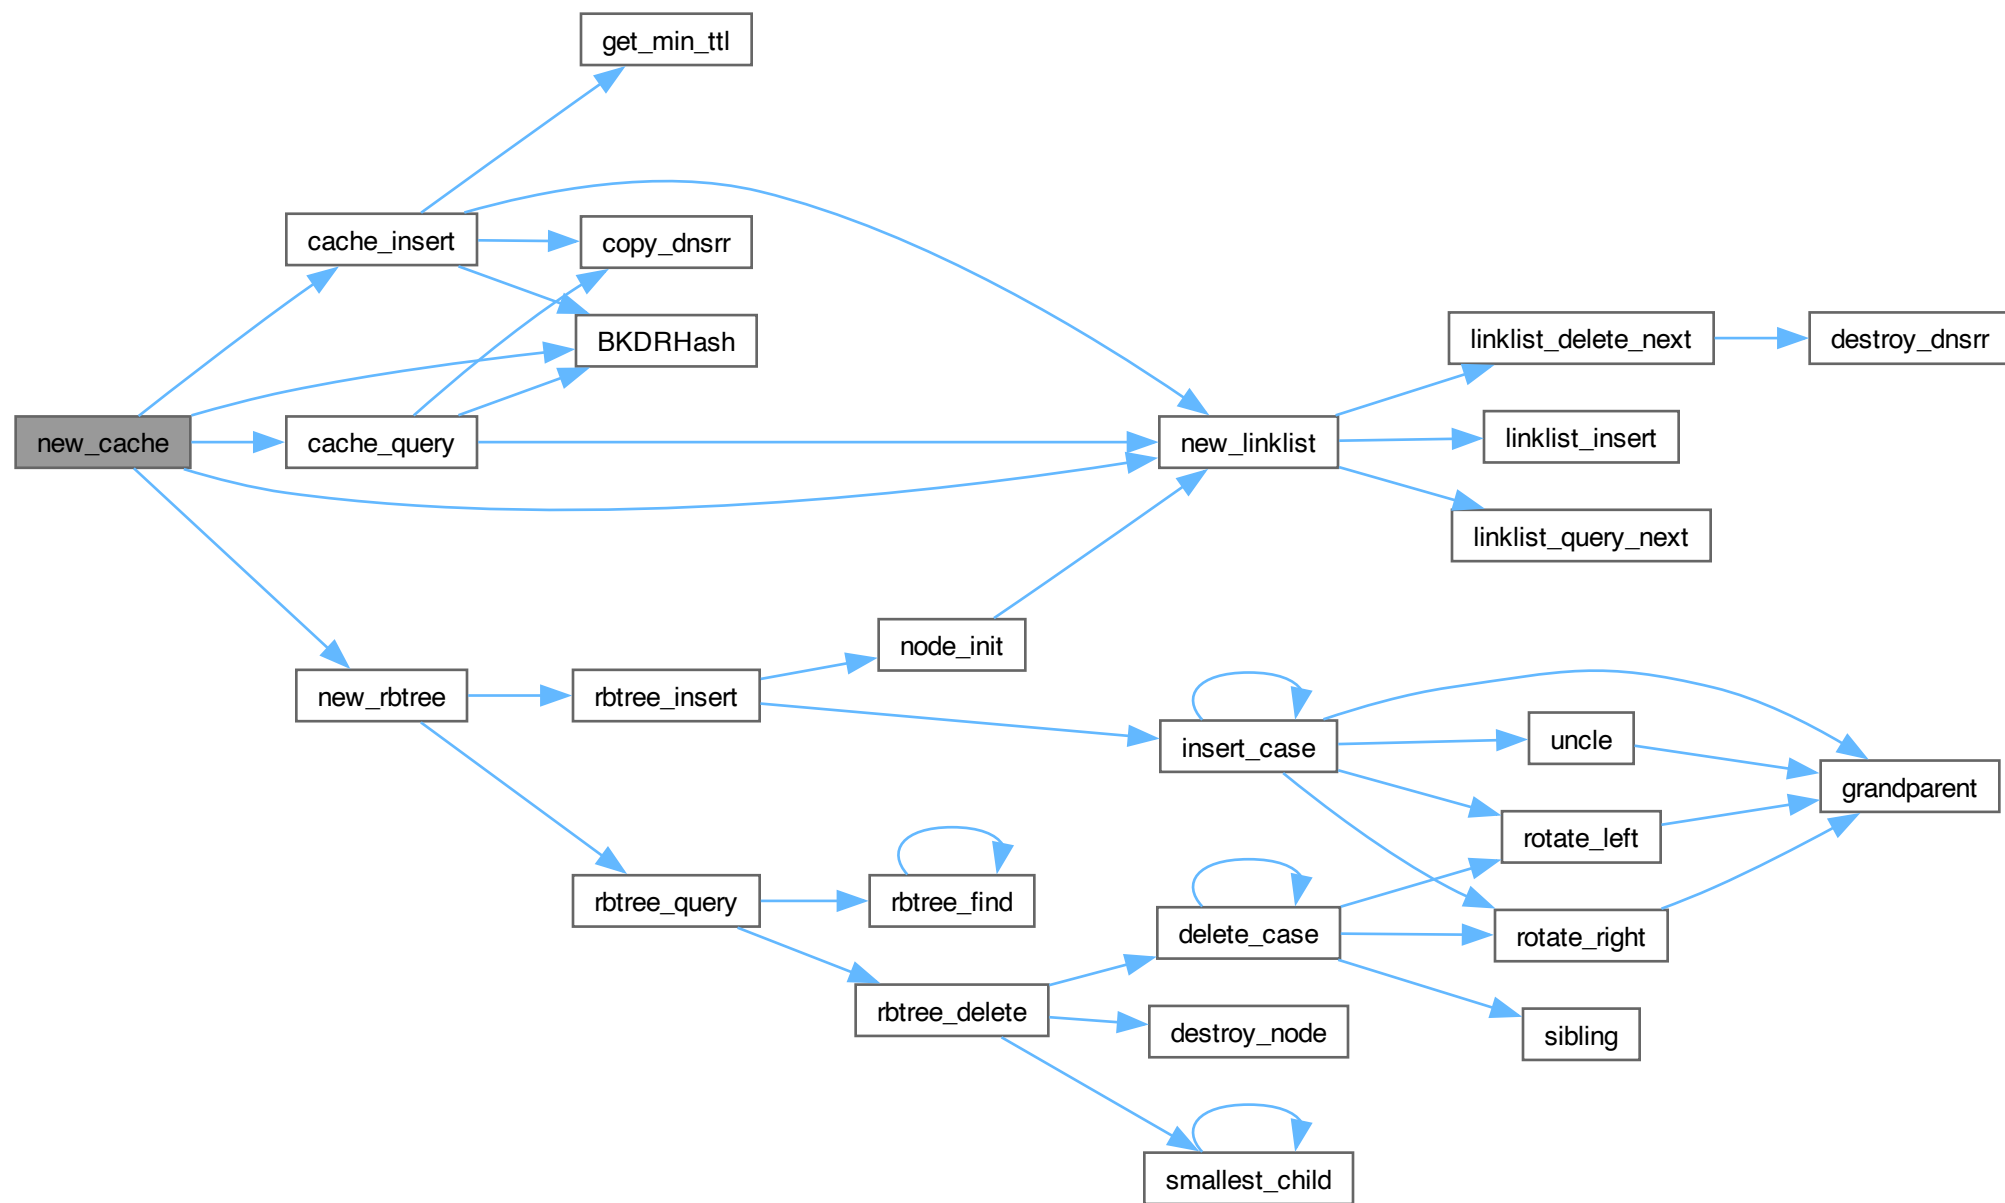 get_min_ttl
cache_insert
copy_dnsrr
BKDRHash
linklist_delete_next
destroy_dnsrr
new_cache
cache_query
new_linklist
linklist_insert
linklist_query_next
node_init
new_rbtree
rbtree_insert
insert_case
uncle
grandparent
rotate_left
rbtree_query
rbtree_find
delete_case
rotate_right
rbtree_delete
destroy_node
sibling
smallest_child